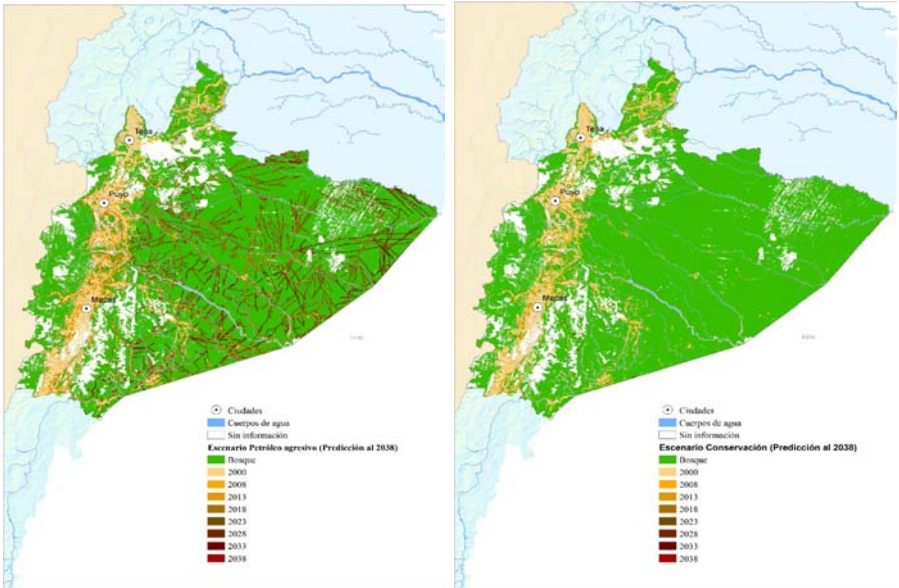 Tena
Puyo
Macas
Ciudades
Cuerpos de agua
Sin información
Escenario Petróleo agresivo (Predicción al 2038)
Bosque
2000
2008
2013
2018
2023
2028
2033
2038
Tena
Puyo
Macas
Ciudades
Cuerpos de agua
Sin información
Escenario Conservación (Predicción al 2038)
Bosque
2000
2008
2013
2018
2023
2028
2033
2038